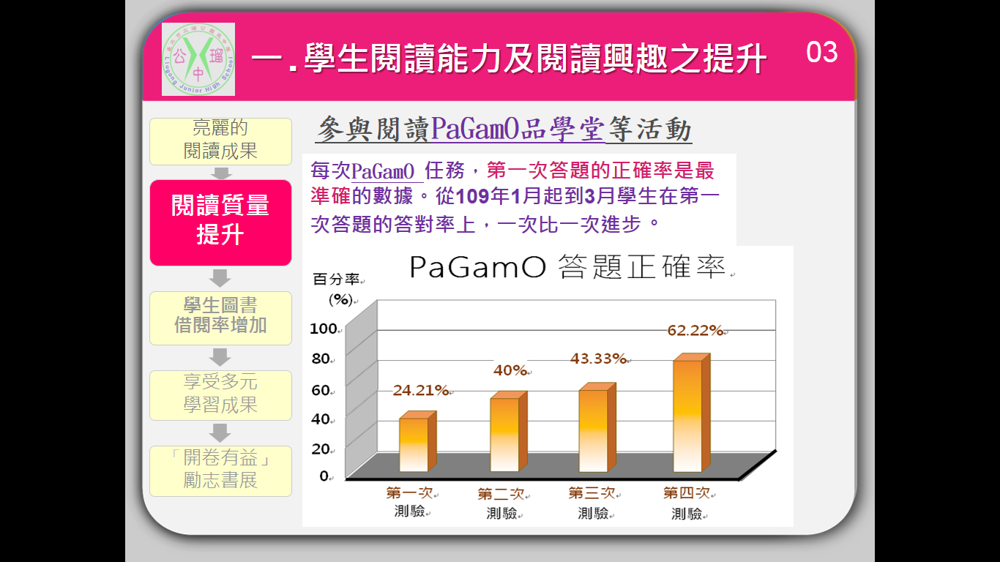 一.學生閱讀能力及閱讀興趣之提升
03
公
瑠
中
Liugong Junior High School
亮麗的
閱讀成果
閱讀質量
提升
學生圖書
借閱率增加
享受多元
學習成果
「開卷有益」
勵志書展
參與閱讀PaGamO品學堂等活動
每次PaGamO 任務，第一次答題的正確率是最
準確的數據。從109年1月起到3月學生在第一
次答題的答對率上，一次比一次進步。
PaGamO 答題正確率
百分率
(%)
100
80
60
40
20
0
24.21%
40%
43.33%
62.22%
第一次
測驗
第二次
測驗
第三次
測驗
第四次
測驗